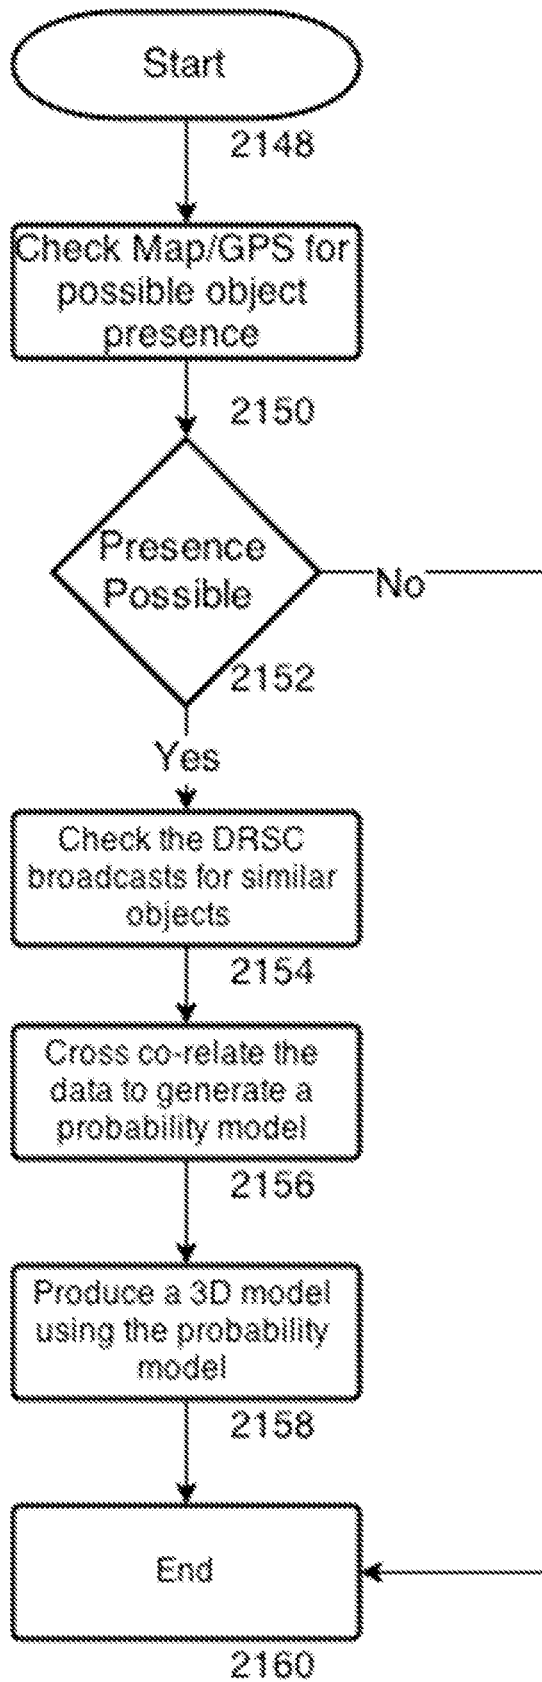 Start
2148
Check Map/GPS for
possible object
presence
2150
Presence
Possible
No
2152
Yes
Check the DRSC
broadcasts for similar
objects
2154
Cross co-relate the
data to generate a
probability model
2156
Produce a 3D model
using the probability
model
2158
End
2160